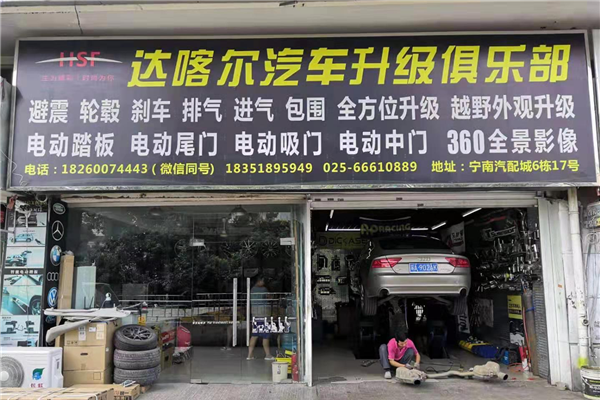 HSF
达喀尔汽车升级俱乐部
避震 轮毂 刹车 排气 进气 包围 全方位升级 越野外观升级
电动踏板 电动尾门 电动吸门 电动中门 360全景影像
电话：18260074443（微信同号） 18351895949 025-66610889 地址：宁南汽配城6栋17号
RACING